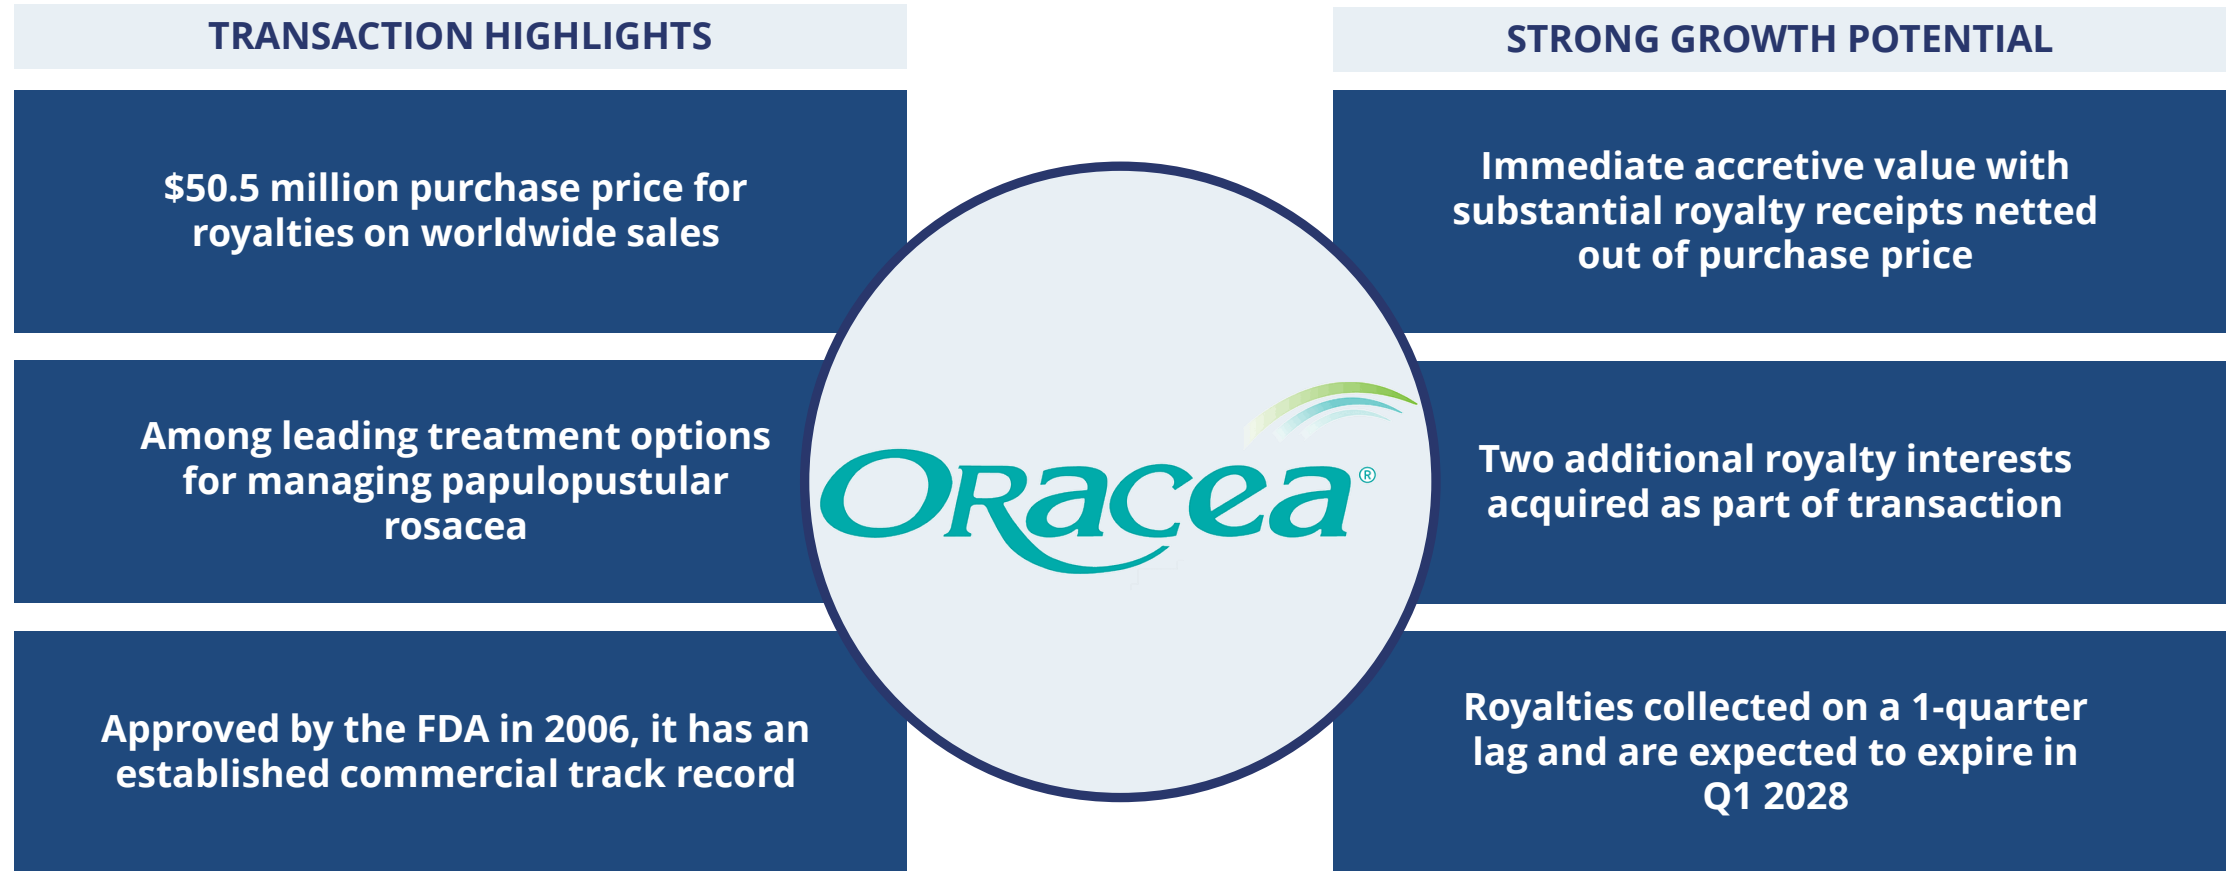 TRANSACTION HIGHLIGHTS
$50.5 million purchase price for
royalties on worldwide sales
Among leading treatment options
for managing papulopustular
rosacea
Approved by the FDA in 2006, it has an
established commercial track record
ORACEA®
STRONG GROWTH POTENTIAL
Immediate accretive value with
substantial royalty receipts netted
out of purchase price
Two additional royalty interests
acquired as part of transaction
Royalties collected on a 1-quarter
lag and are expected to expire in
Q1 2028